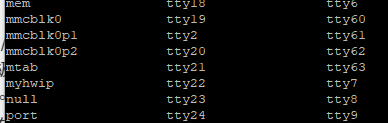 mem tty18 tty6
mmcblk0 tty19 tty60
mmcblk0p1 tty2 tty61
mmcblk0p2 tty20 tty62
mtab tty21 tty63
myhwip tty22 tty7
null tty23 tty8
port tty24 tty9